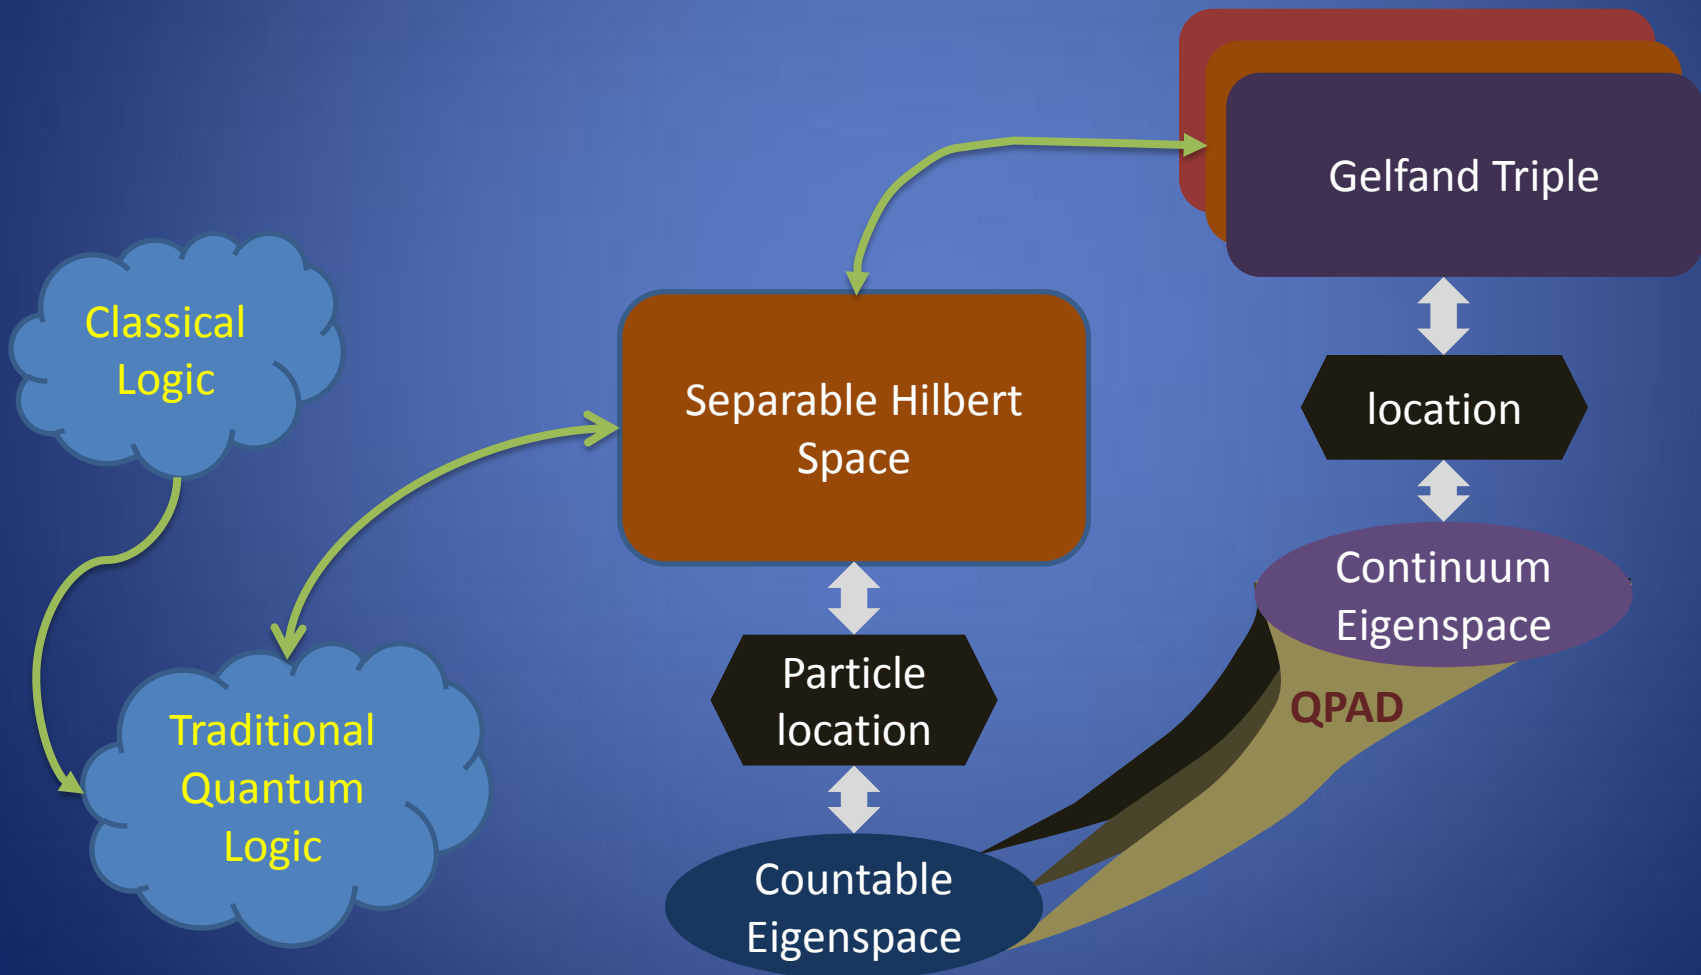 Gelfand Triple
Classical
Logic
Separable Hilbert
Space
location
Continuum
Eigenspace
Particle
location
QPAD
Traditional
Quantum
Logic
Countable
Eigenspace